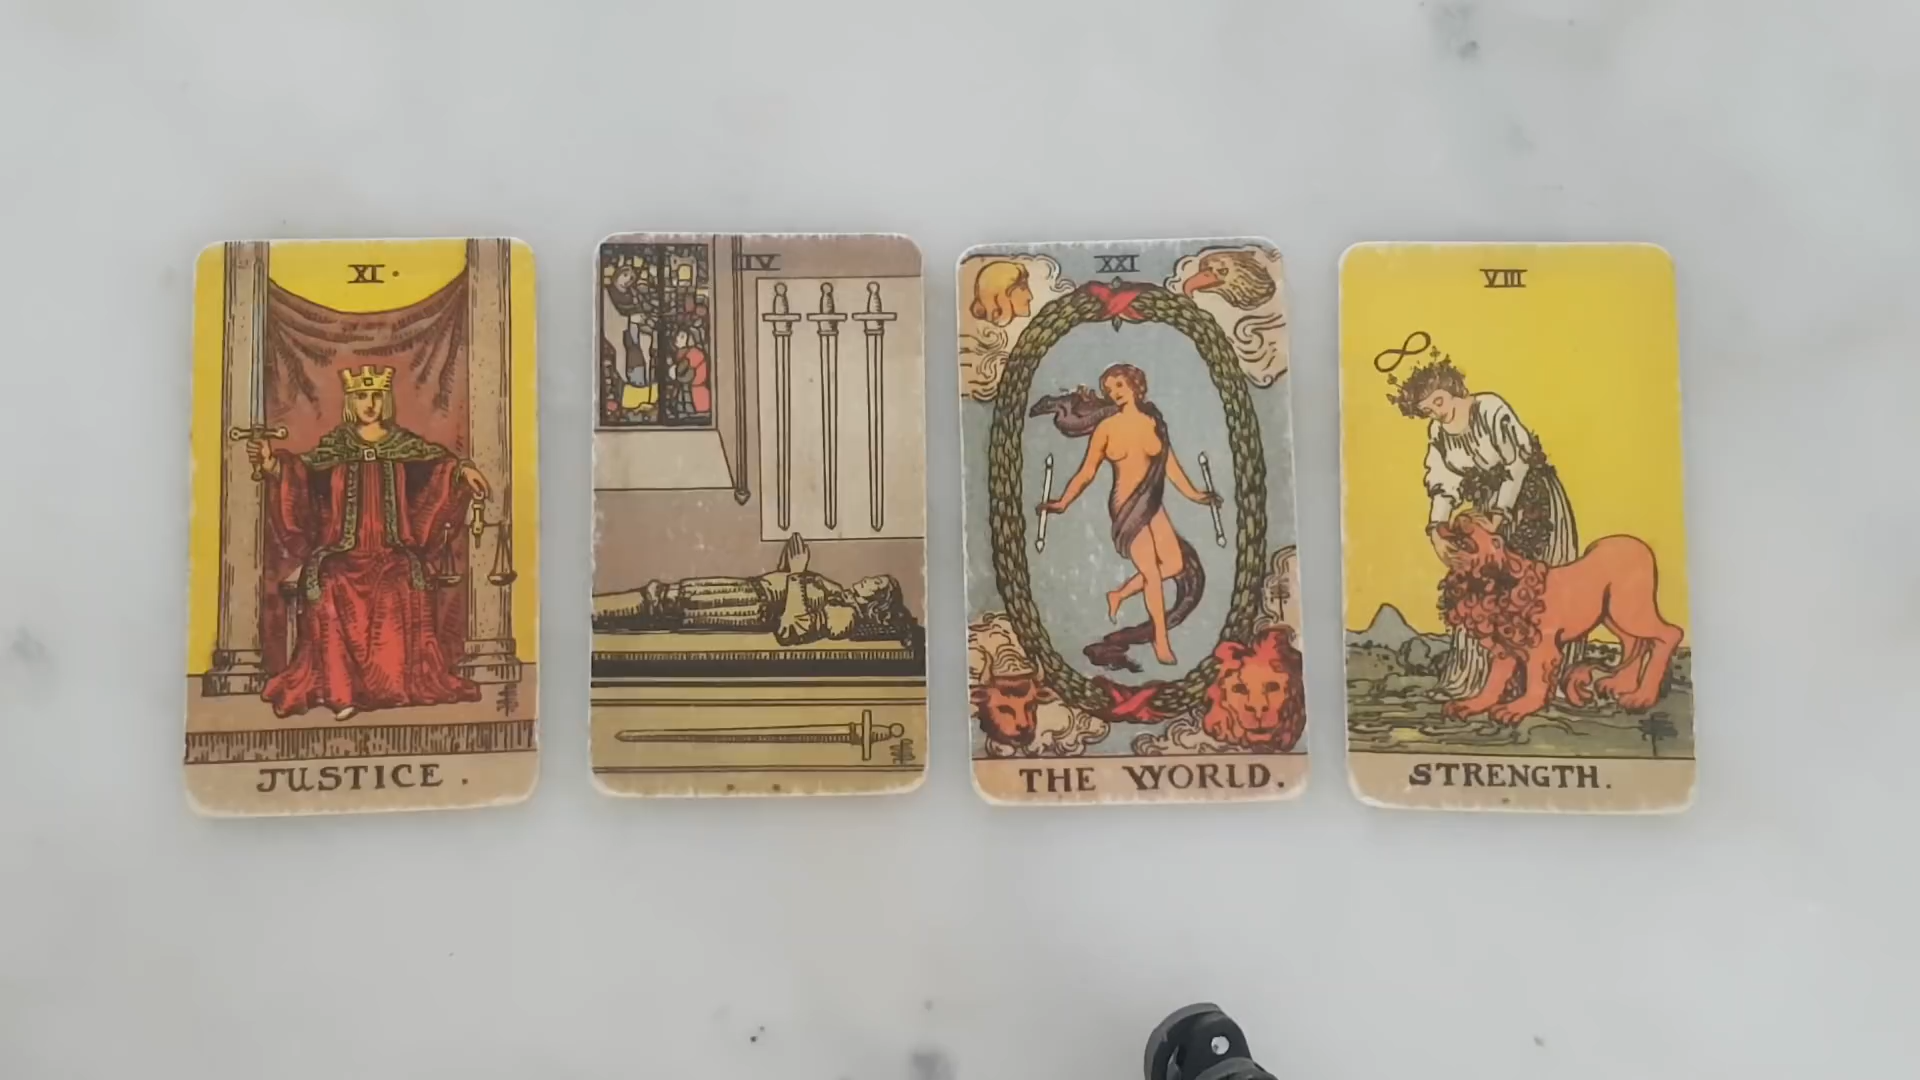 XI.
JUSTICE.
IV
XXI
THE WORLD.
VIII
STRENGTH.